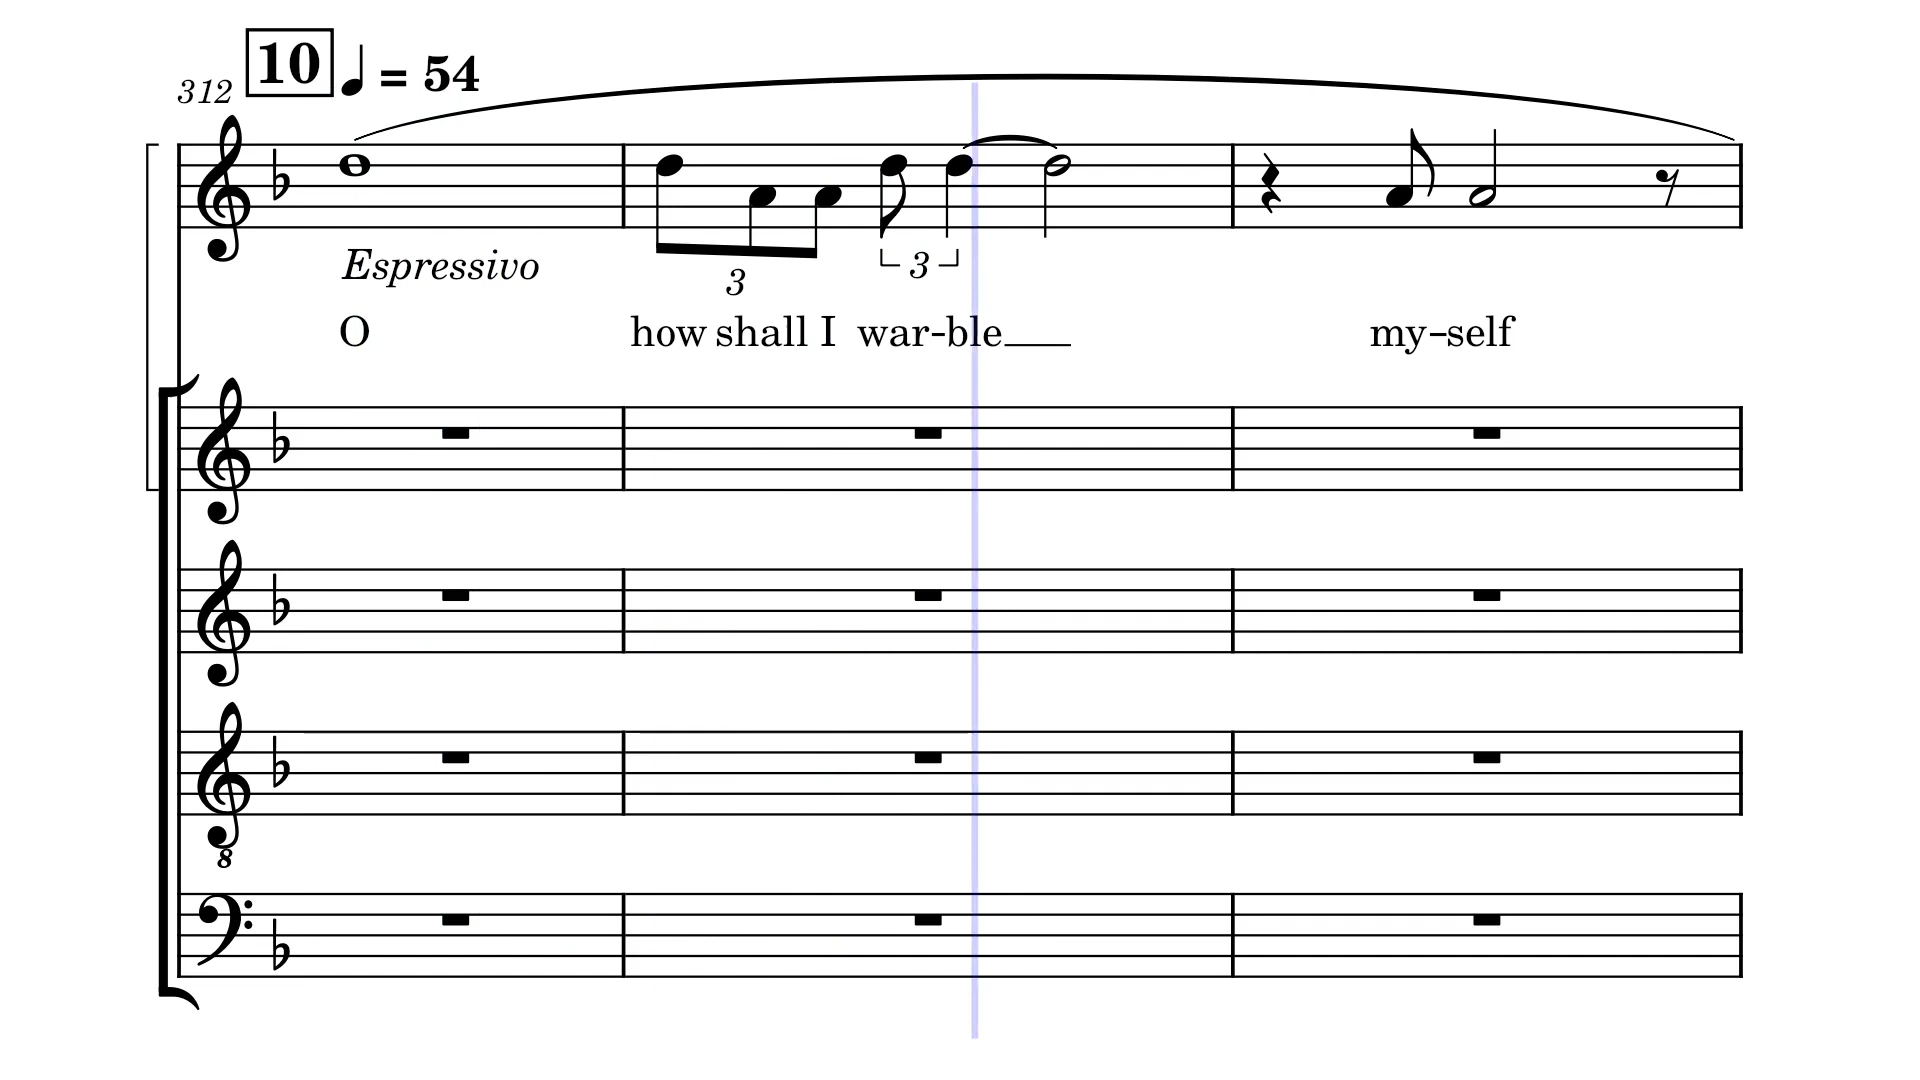 312 10 ♩ = 54
Espressivo
3 3
O how shall I war-ble my-self
8